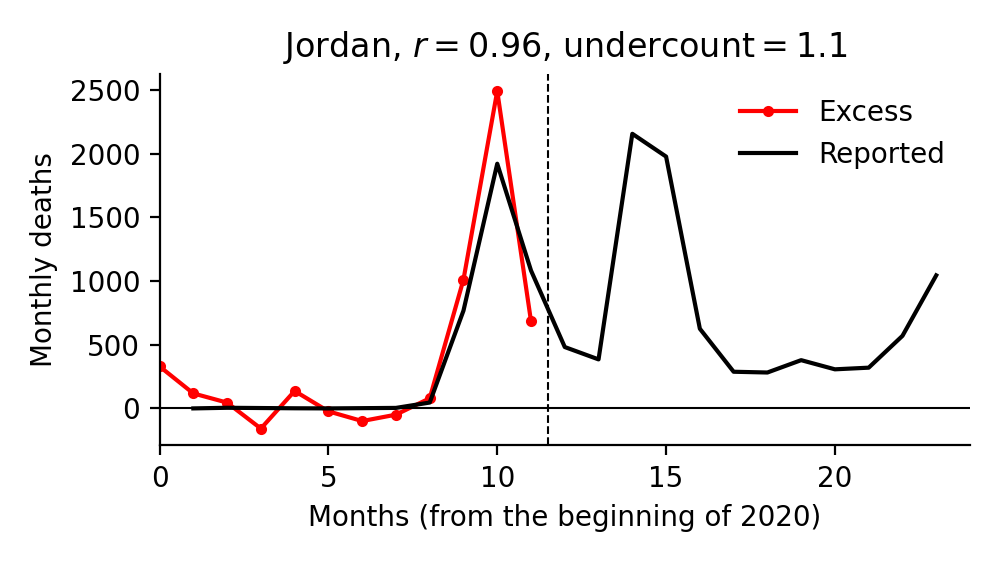 Jordan, r = 0.96, undercount = 1.1
Excess
Reported
Monthly deaths
2500
2000
1500
1000
500
0
0 5 10 15 20
Months (from the beginning of 2020)